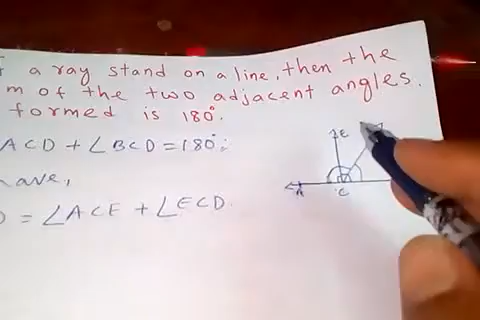 a ray stand on a line, then the
m of the two adjacent angles
formed is 180°.
ACD + ∠BCD = 180°;
have,
= ∠ACE + ∠ECD.
E
A
C